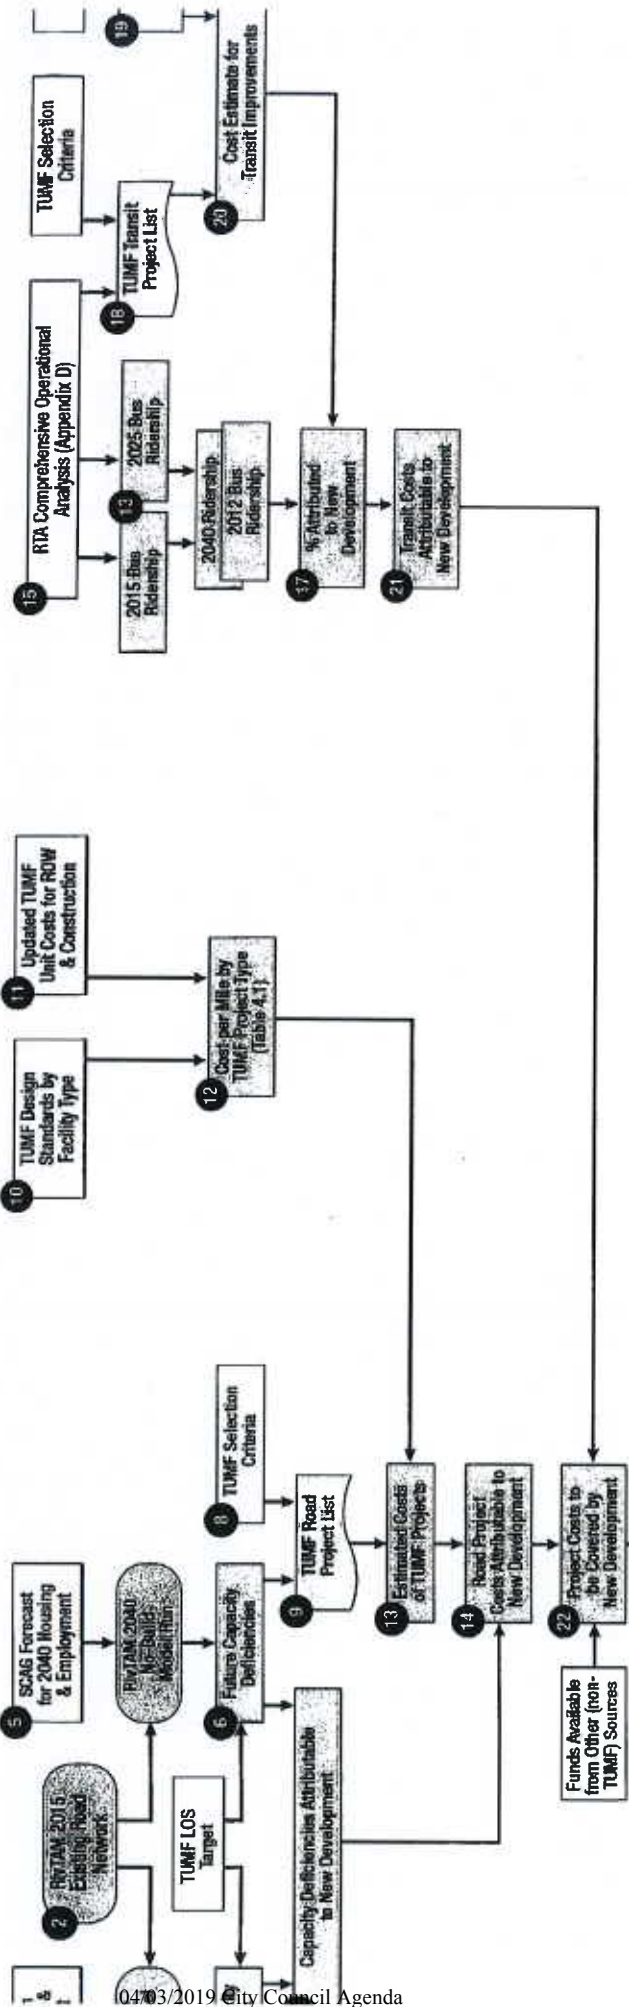 5
SCAG Forecast
for 2040 Housing
& Employment
2
RivTAM 2015
Existing Road
Network
RivTAM 2040
No-Build
Model Run
TUMF LOS
Target
6
Future Capacity
Deficiencies
8
TUMF Selection
Criteria
Capacity Deficiencies Attributable
to New Development
9
TUMF Road
Project List
10
TUMF Design
Standards by
Facility Type
11
Updated TUMF
Unit Costs for ROW
& Construction
12
Cost per Mile by
TUMF Project Type
(Table 4.1)
13
Estimated Costs
of TUMF Projects
14
Road Project
Costs Attributable to
New Development
Funds Available
from Other (non-
TUMF) Sources
22
Project Costs to
be Covered by
New Development
15
RTA Comprehensive Operational
Analysis (Appendix D)
TUMF Selection
Criteria
2015 Bus
Ridership
2025 Bus
Ridership
18
TUMF Transit
Project List
19
2040 Ridership
2012 Bus
Ridership
20
Cost Estimate for
Transit Improvements
17
% Attributed
to New
Development
21
Transit Costs
Attributable to
New Development
04/03/2019 City Council Agenda